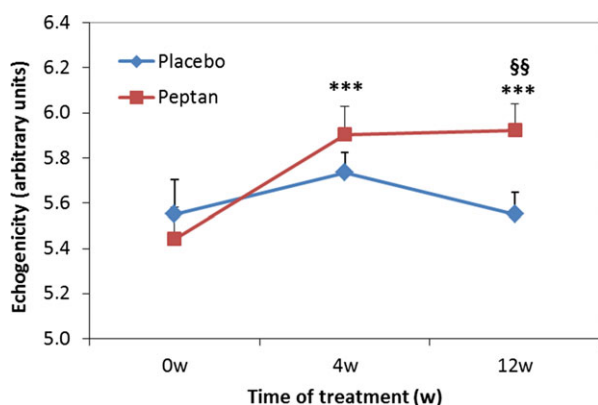 6.4
6.2
6.0
5.8
5.6
5.4
5.2
5.0
Echogenicity (arbitrary units)
Placebo
Peptan
***
§§
***
0w
4w
12w
Time of treatment (w)